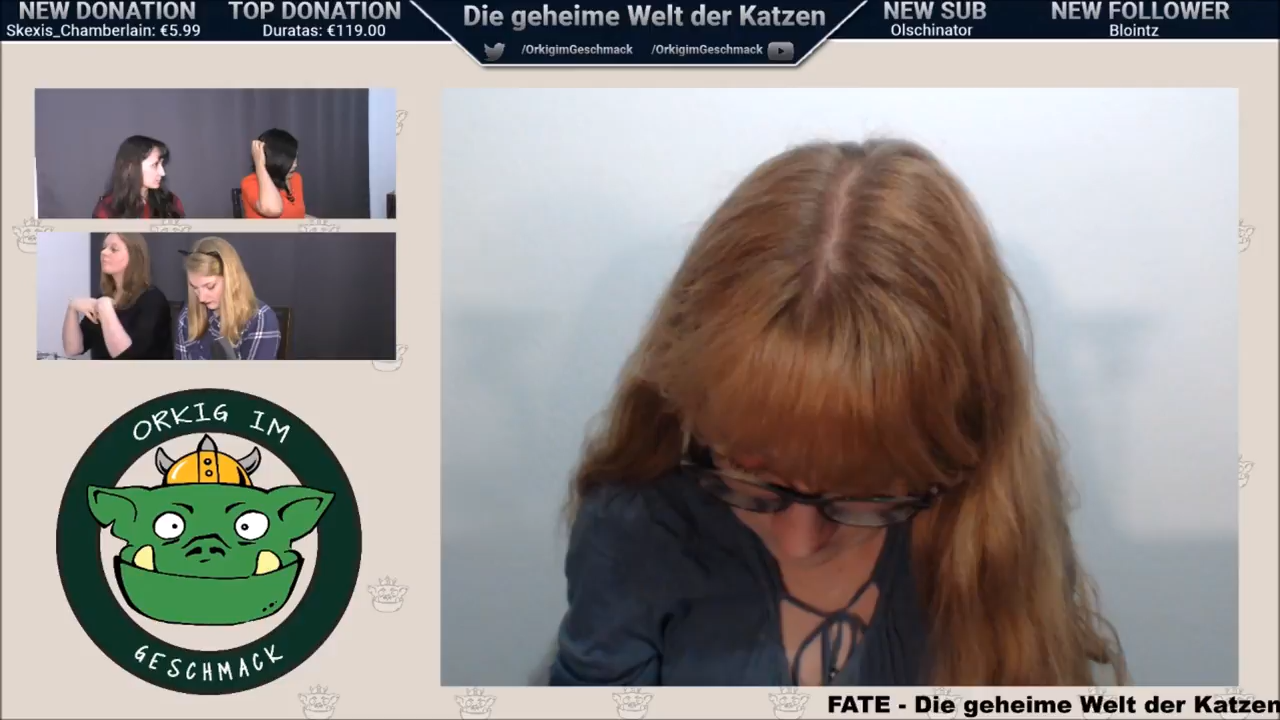 NEW DONATION
Skexis_Chamberlain: €5.99
TOP DONATION
Duratas: €119.00
Die geheime Welt der Katzen
/OrkigimGeschmack /OrkigimGeschmack
NEW SUB
Olschinator
NEW FOLLOWER
Blointz
ORKIG IM
GESCHMACK
FATE - Die geheime Welt der Katzen